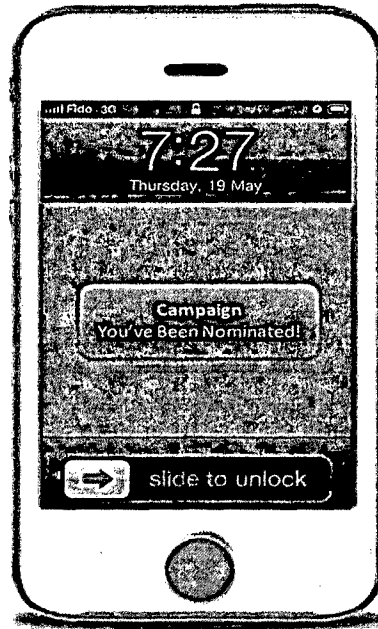 Fido 3G
7:27
Thursday, 19 May
Campaign
You've Been Nominated!
slide to unlock